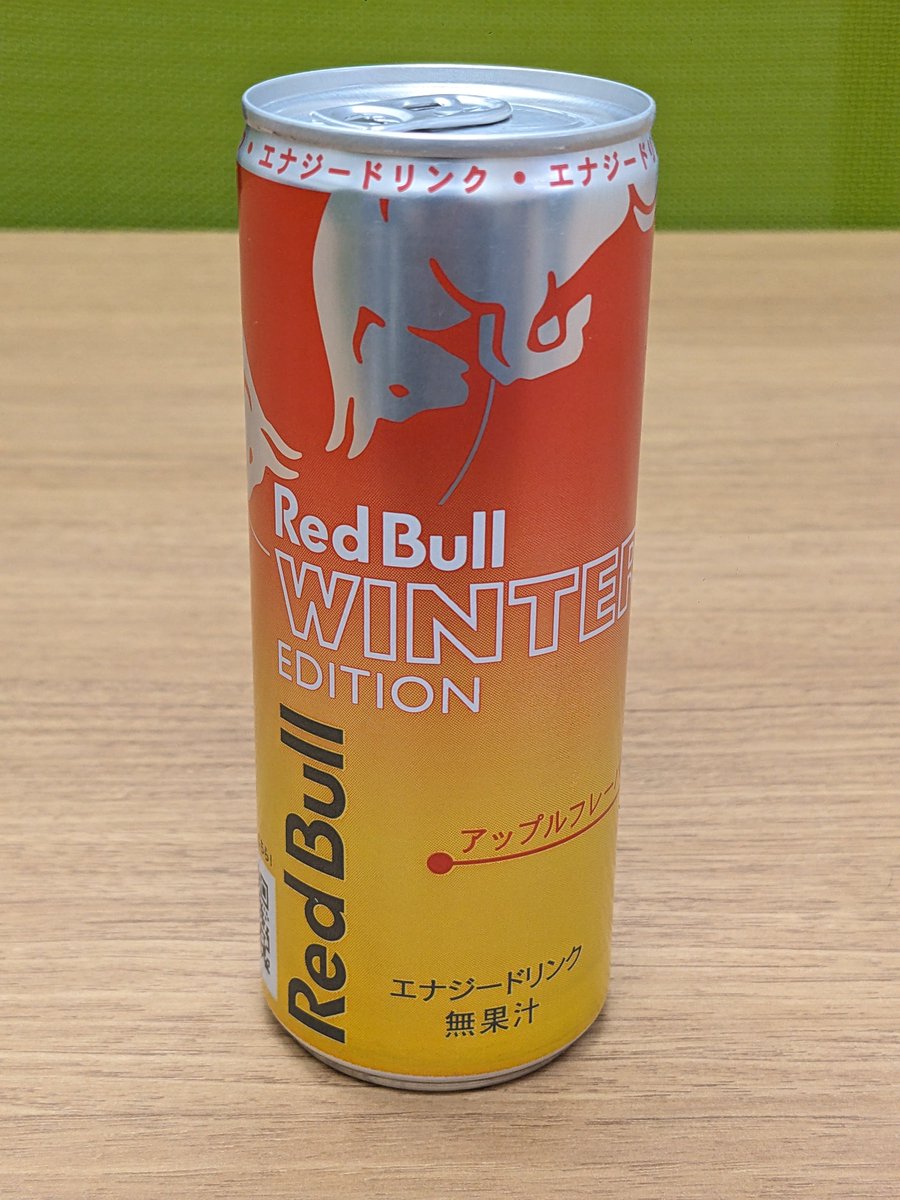 ・エナジードリンク・エナジード
Red Bull
WINTER
EDITION
Red Bull
アップルフレー
エナジードリンク
無果汁